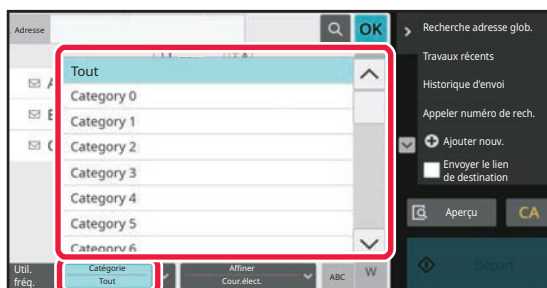 Adresse
OK
Tout
Category 0
Category 1
Category 2
Category 3
Category 4
Category 5
Category 6
Util.
fréq.
Catégorie
Tout
Affiner
Cour.élect.
ABC
W
Recherche adresse glob.
Travaux récents
Historique d'envoi
Appeler numéro de rech.
Ajouter nouv.
Envoyer le lien
de destination
Aperçu
CA
Départ